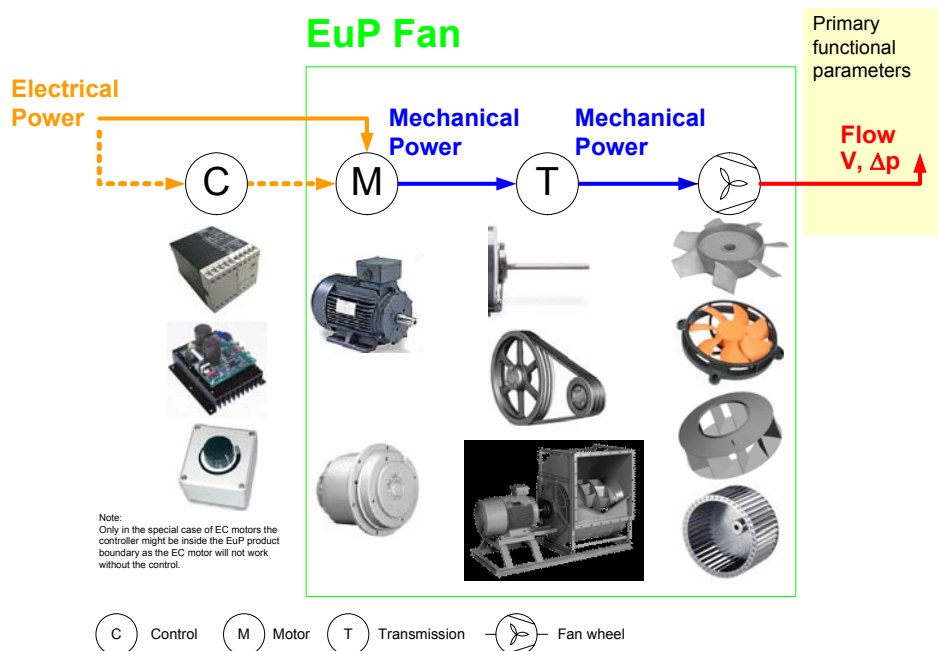 EuP Fan
Primary
functional
parameters
Electrical
Power
Mechanical
Power
Mechanical
Power
Flow
V, Δp
C
M
T
Note:
Only in the special case of EC motors the
controller might be inside the EuP product
boundary as the EC motor will not work
without the control.
C Control
M Motor
T Transmission
Fan wheel